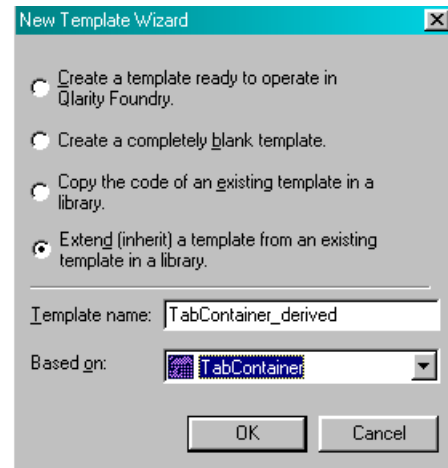 New Template Wizard
Create a template ready to operate in
Qlarity Foundry.
Create a completely blank template.
Copy the code of an existing template in a
library.
Extend (inherit) a template from an existing
template in a library.
Template name: TabContainer_derived
Based on: TabContainer
OK Cancel